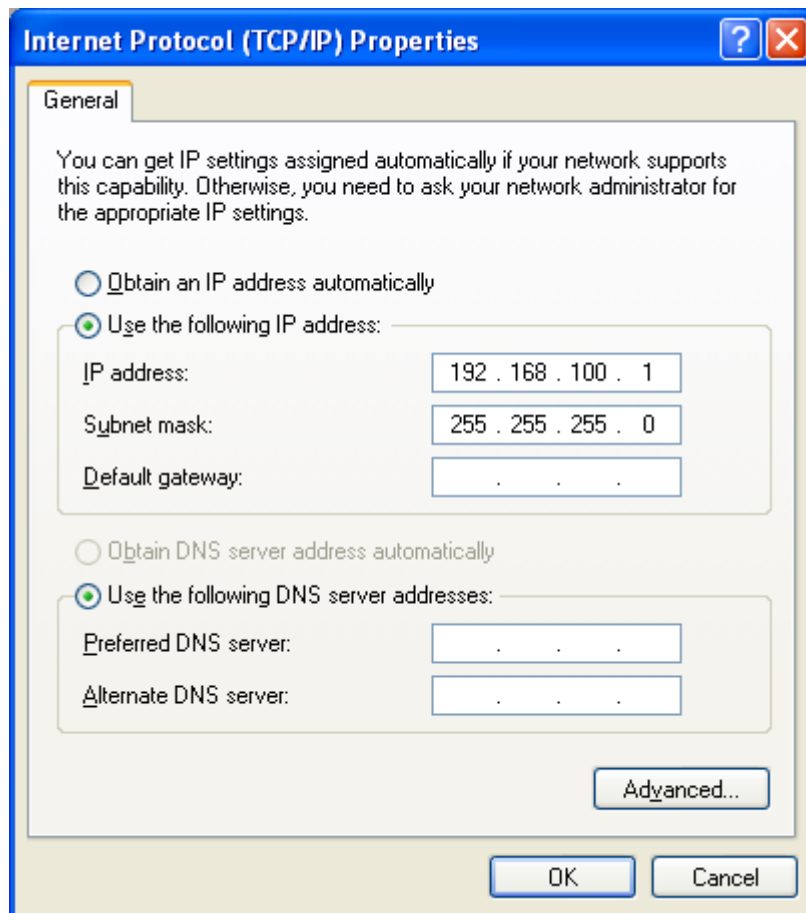 Internet Protocol (TCP/IP) Properties
General
You can get IP settings assigned automatically if your network supports
this capability. Otherwise, you need to ask your network administrator for
the appropriate IP settings.
Obtain an IP address automatically
Use the following IP address:
IP address: 192 . 168 . 100 . 1
Subnet mask: 255 . 255 . 255 . 0
Default gateway: . . .
Obtain DNS server address automatically
Use the following DNS server addresses:
Preferred DNS server: . . .
Alternate DNS server: . . .
Advanced...
OK Cancel